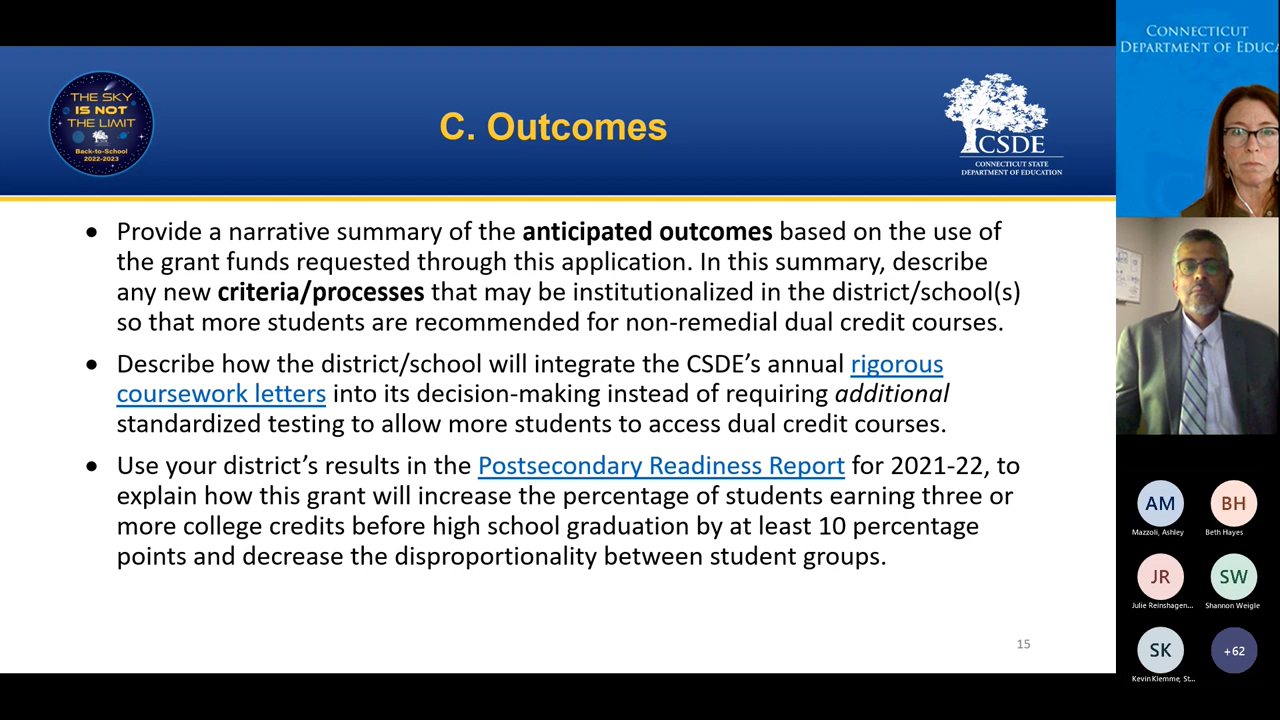 THE SKY
IS NOT
THE LIMIT
Back-to-School
2022-2023
C. Outcomes
CSDE
CONNECTICUT STATE
DEPARTMENT OF EDUCATION
• Provide a narrative summary of the anticipated outcomes based on the use of
the grant funds requested through this application. In this summary, describe
any new criteria/processes that may be institutionalized in the district/school(s)
so that more students are recommended for non-remedial dual credit courses.
• Describe how the district/school will integrate the CSDE’s annual rigorous
coursework letters into its decision-making instead of requiring additional
standardized testing to allow more students to access dual credit courses.
• Use your district’s results in the Postsecondary Readiness Report for 2021-22, to
explain how this grant will increase the percentage of students earning three or
more college credits before high school graduation by at least 10 percentage
points and decrease the disproportionality between student groups.
15
CONNECTICUT
DEPARTMENT OF EDUCA
AM
BH
Mazzoli, Ashley
Beth Hayes
JR
SW
Julie Reinshagen...
Shannon Weigle
SK
+62
KevinKlemme, St...